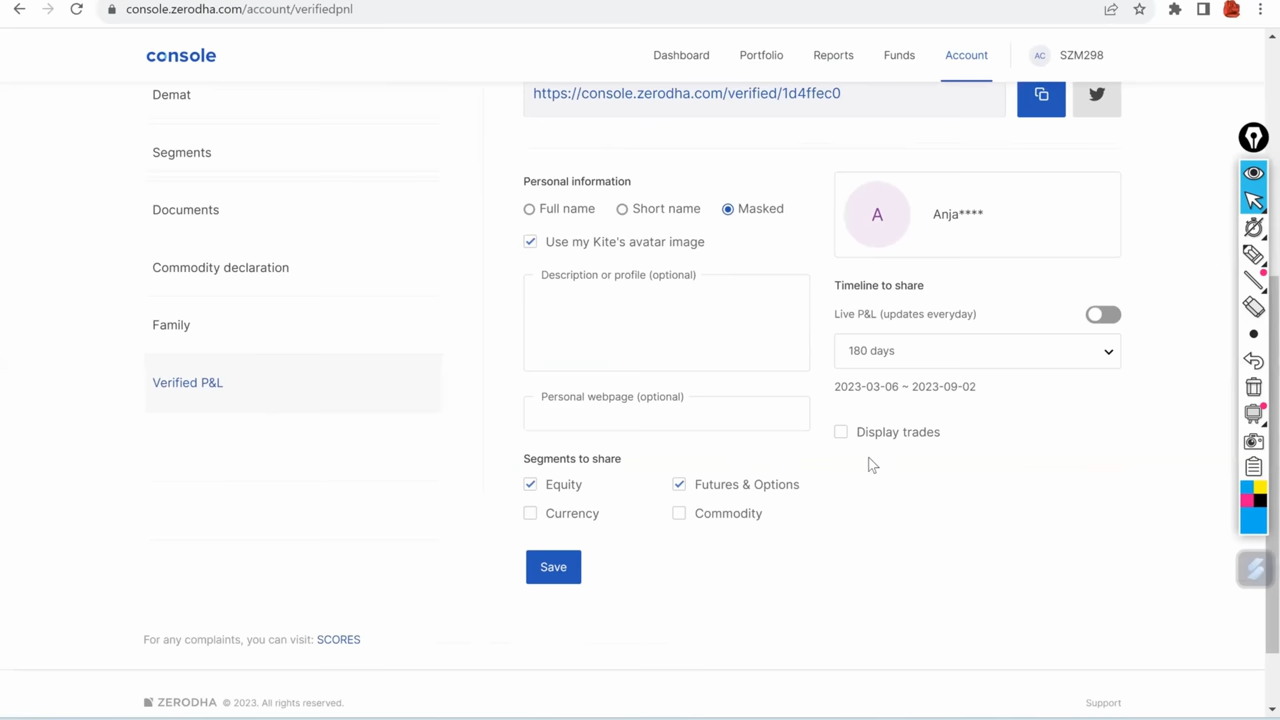 console.zerodha.com/account/verifiedpnl
console
Dashboard
Portfolio
Reports
Funds
Account
AC
SZM298
Demat
Segments
Documents
Commodity declaration
Family
Verified P&L
https://console.zerodha.com/verified/1d4ffec0
Personal information
Full name
Short name
Masked
Use my Kite's avatar image
Description or profile (optional)
Personal webpage (optional)
Segments to share
Equity
Futures & Options
Currency
Commodity
Save
A
Anja****
Timeline to share
Live P&L (updates everyday)
180 days
2023-03-06 ~ 2023-09-02
Display trades
For any complaints, you can visit: SCORES
ZERODHA © 2023. All rights reserved.
Support